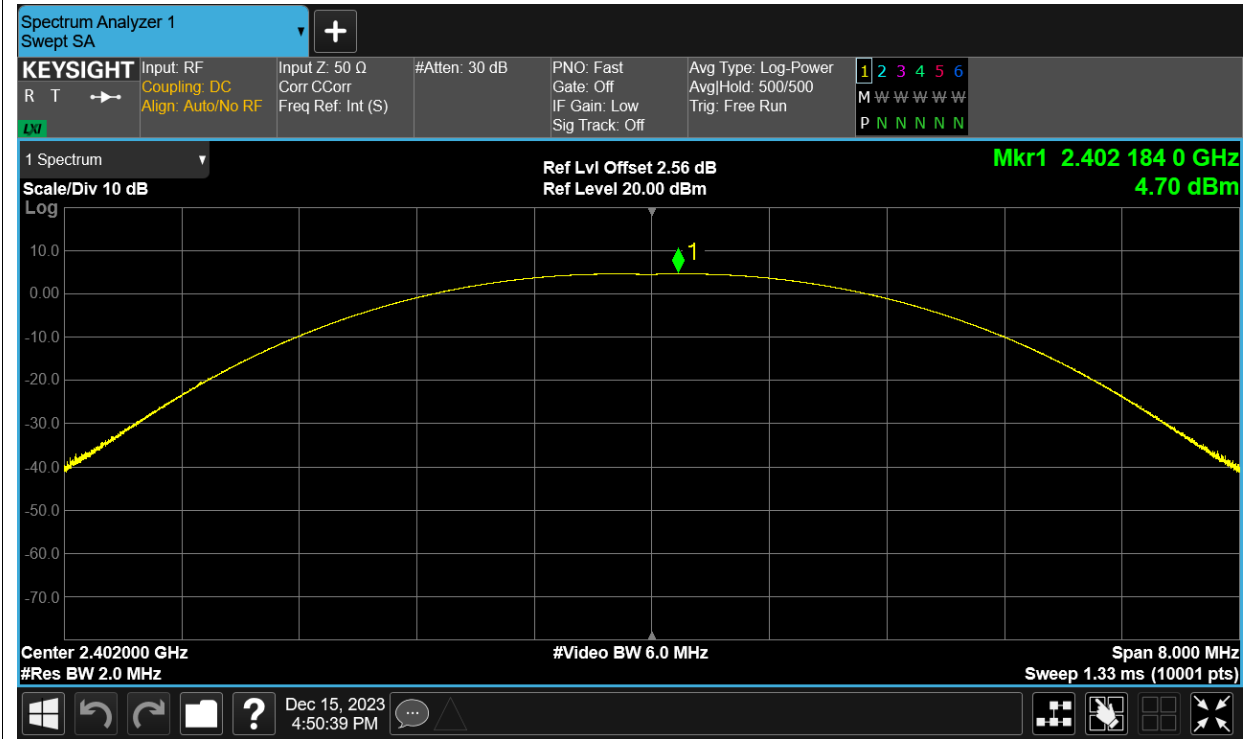 Spectrum Analyzer 1
Swept SA
▼
+
KEYSIGHT
R T
LXI
Input: RF
Coupling: DC
Align: Auto/No RF
Input Z: 50 Ω
Corr CCorr
Freq Ref: Int (S)
#Atten: 30 dB
PNO: Fast
Gate: Off
IF Gain: Low
Sig Track: Off
Avg Type: Log-Power
Avg|Hold: 500/500
Trig: Free Run
1 2 3 4 5 6
M W W W W W
P N N N N N
1 Spectrum ▼
Scale/Div 10 dB
Ref Lvl Offset 2.56 dB
Ref Level 20.00 dBm
Mkr1 2.402 184 0 GHz
4.70 dBm
Log
10.0
0.00
-10.0
-20.0
-30.0
-40.0
-50.0
-60.0
-70.0
1
Center 2.402000 GHz
#Video BW 6.0 MHz
Span 8.000 MHz
#Res BW 2.0 MHz
Sweep 1.33 ms (10001 pts)
?
Dec 15, 2023
4:50:39 PM